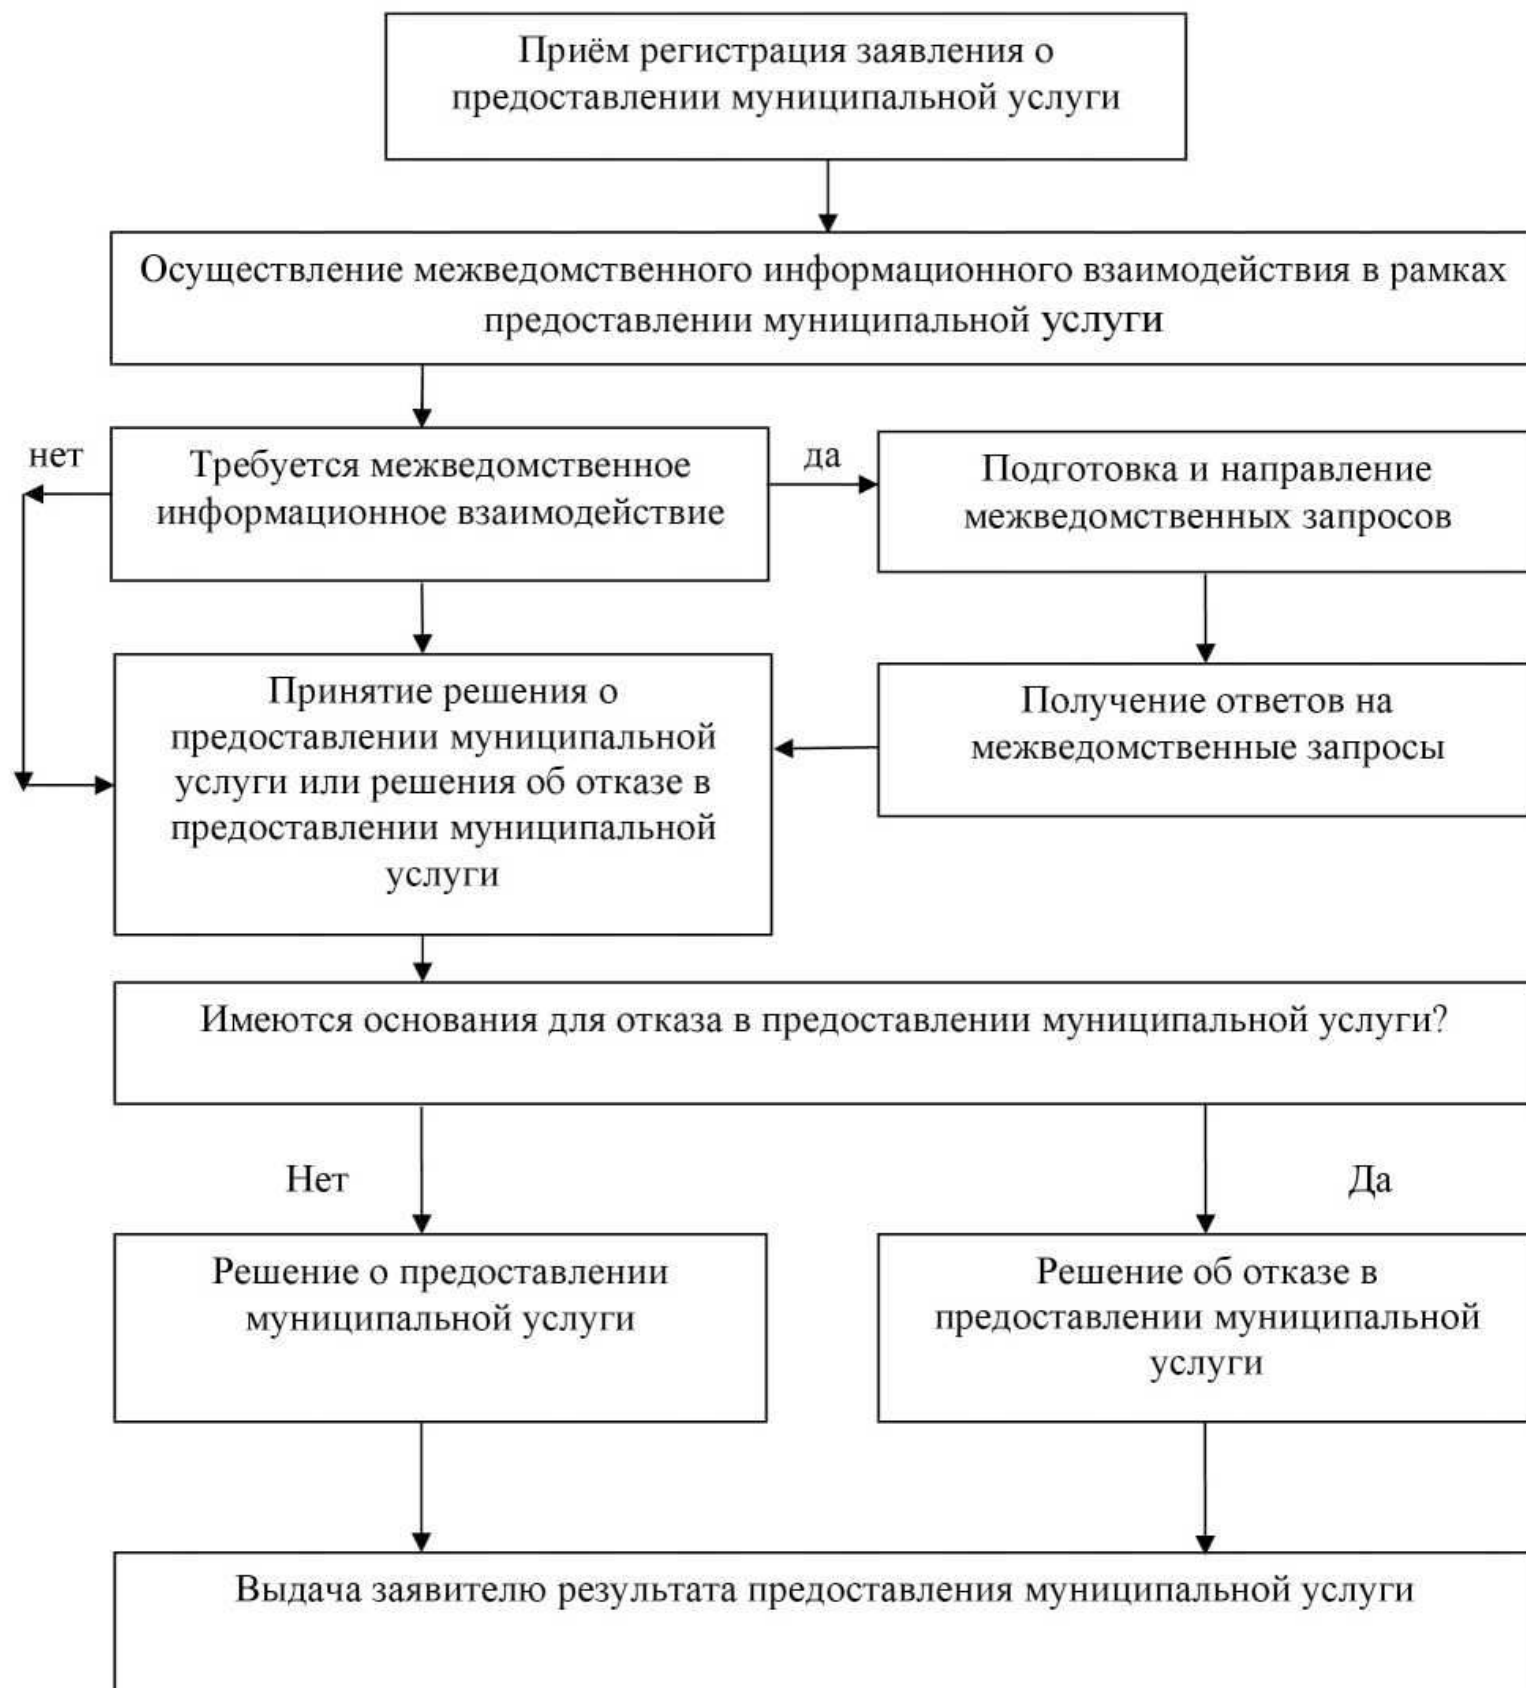 Приём регистрация заявления о
предоставлении муниципальной услуги
Осуществление межведомственного информационного взаимодействия в рамках
предоставлении муниципальной услуги
нет
Требуется межведомственное
информационное взаимодействие
да
Подготовка и направление
межведомственных запросов
Принятие решения о
предоставлении муниципальной
услуги или решения об отказе в
предоставлении муниципальной
услуги
Получение ответов на
межведомственные запросы
Имеются основания для отказа в предоставлении муниципальной услуги?
Нет
Да
Решение о предоставлении
муниципальной услуги
Решение об отказе в
предоставлении муниципальной
услуги
Выдача заявителю результата предоставления муниципальной услуги